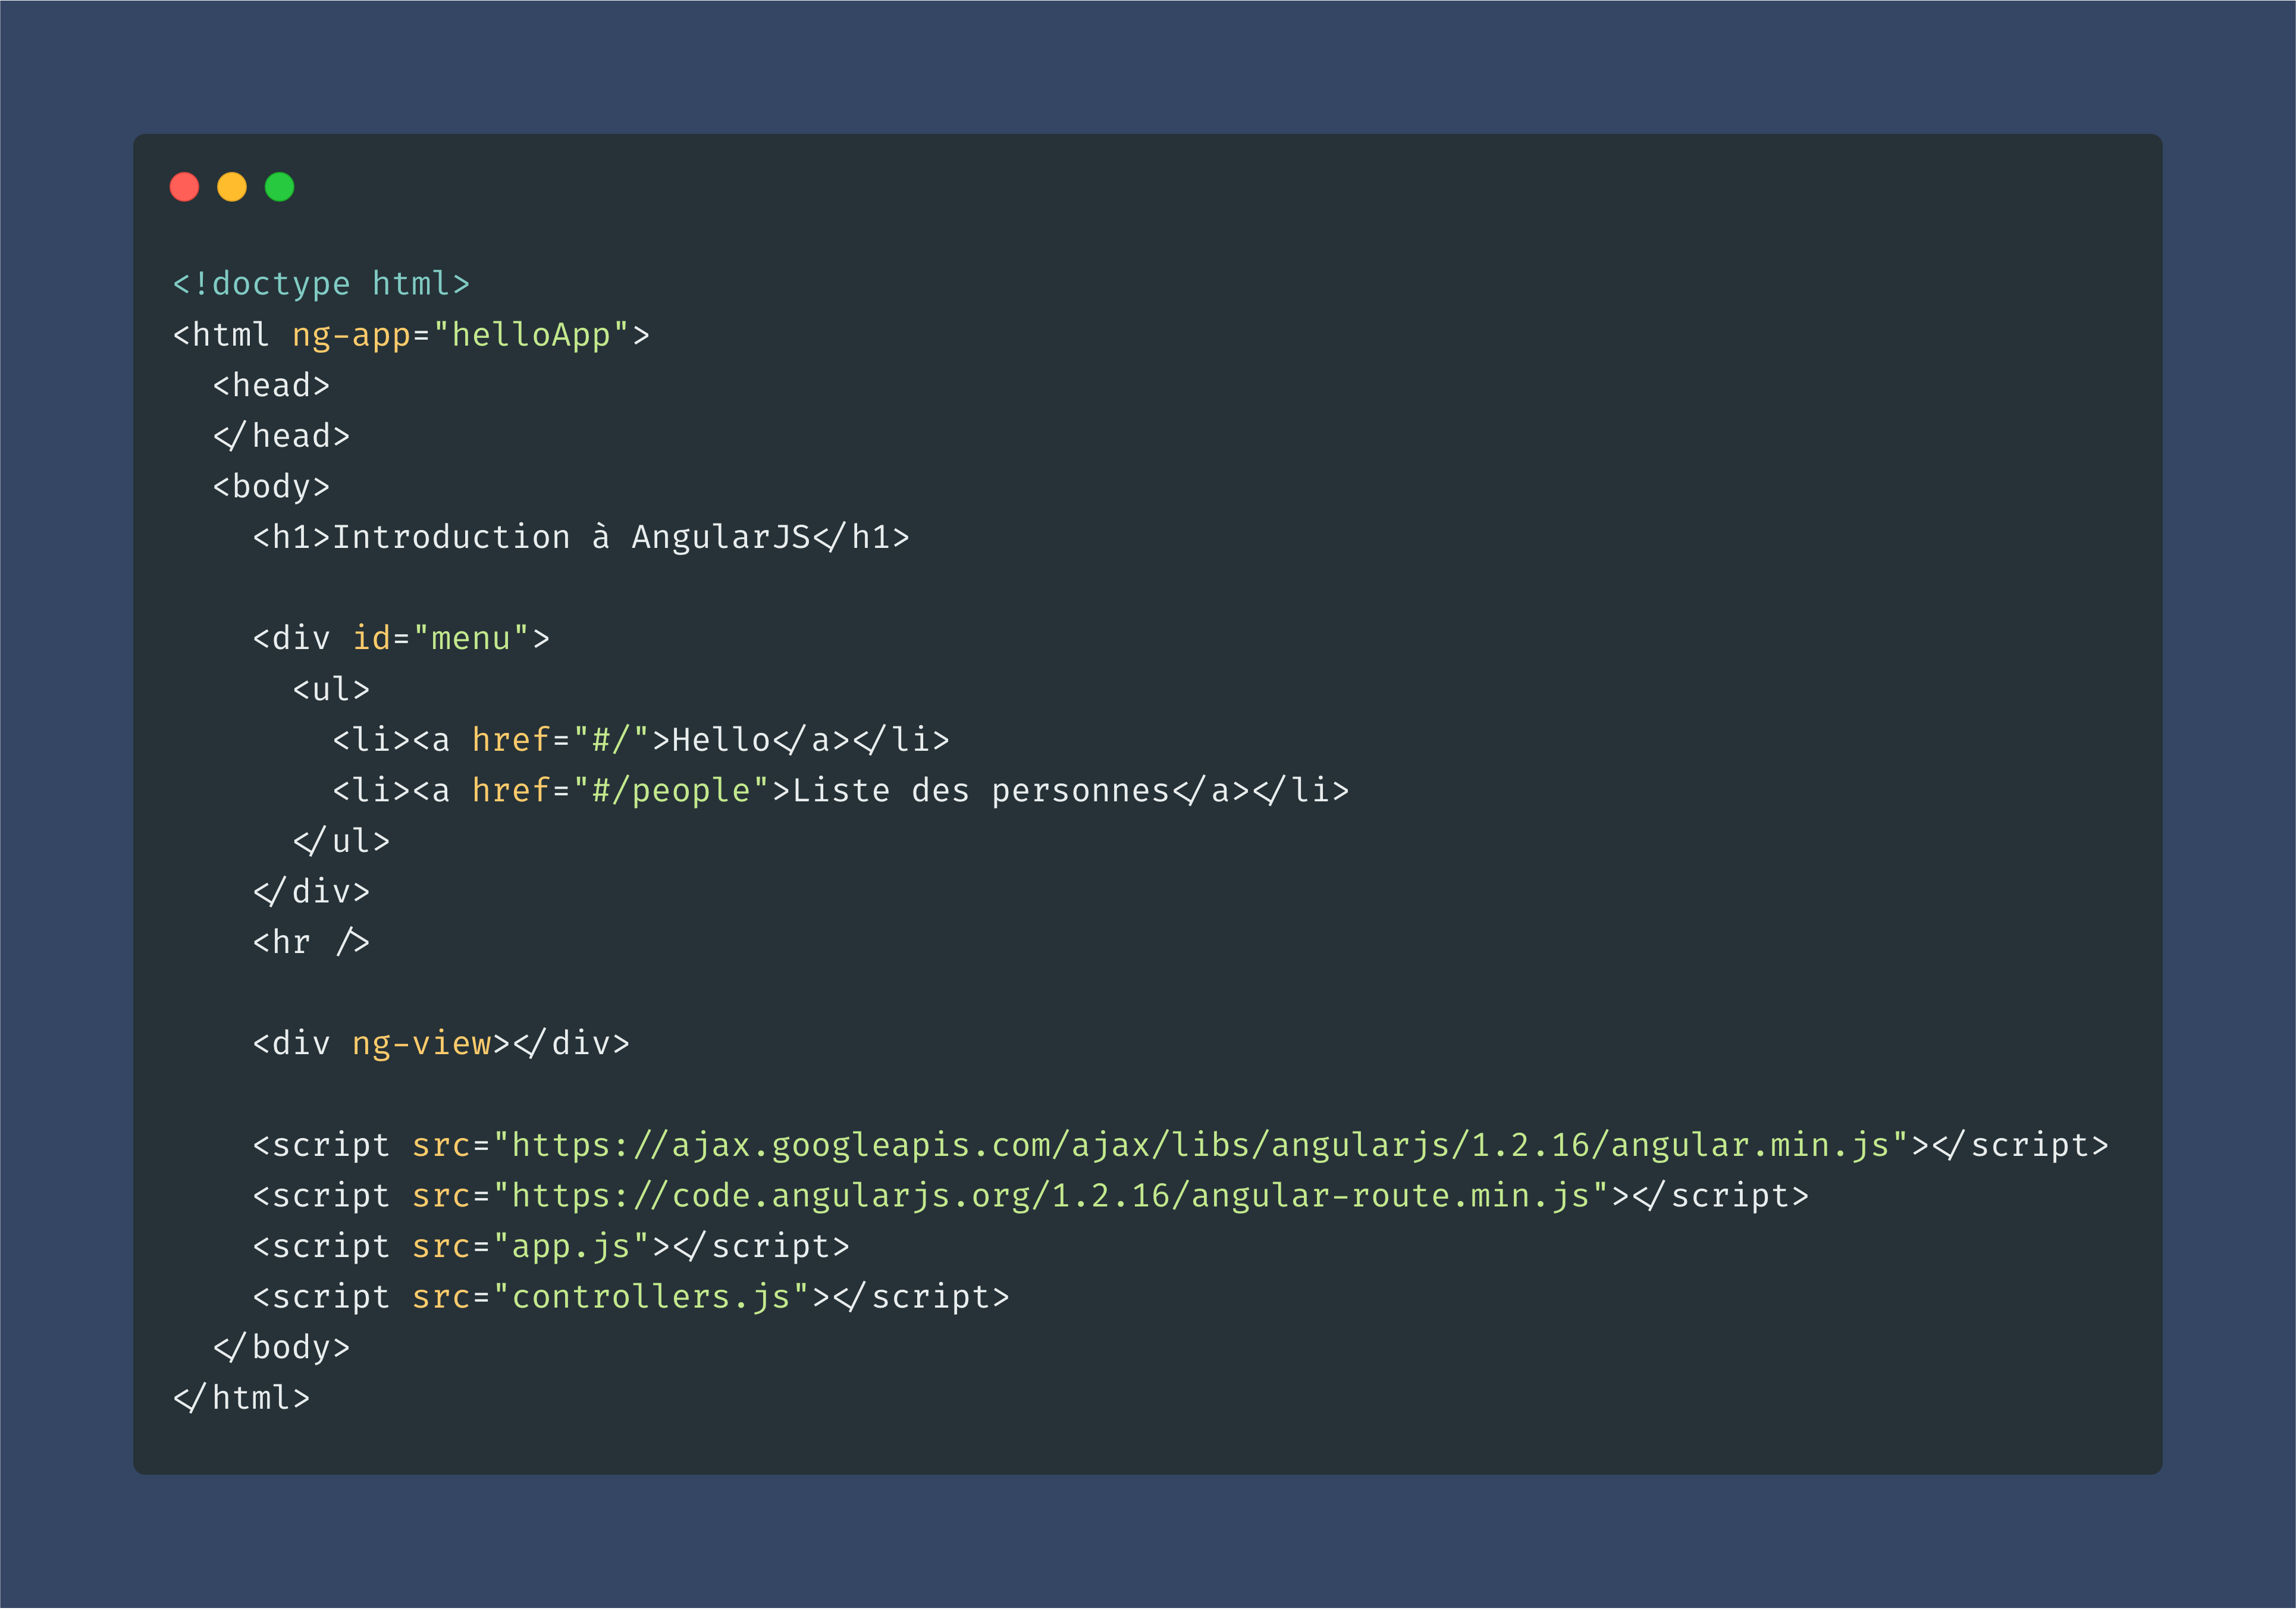 <!doctype html>
<html ng-app="helloApp">
  <head>
  </head>
  <body>
    <h1>Introduction à AngularJS</h1>

    <div id="menu">
      <ul>
        <li><a href="#/">Hello</a></li>
        <li><a href="#/people">Liste des personnes</a></li>
      </ul>
    </div>
    <hr />

    <div ng-view></div>

    <script src="https://ajax.googleapis.com/ajax/libs/angularjs/1.2.16/angular.min.js"></script>
    <script src="https://code.angularjs.org/1.2.16/angular-route.min.js"></script>
    <script src="app.js"></script>
    <script src="controllers.js"></script>
  </body>
</html>